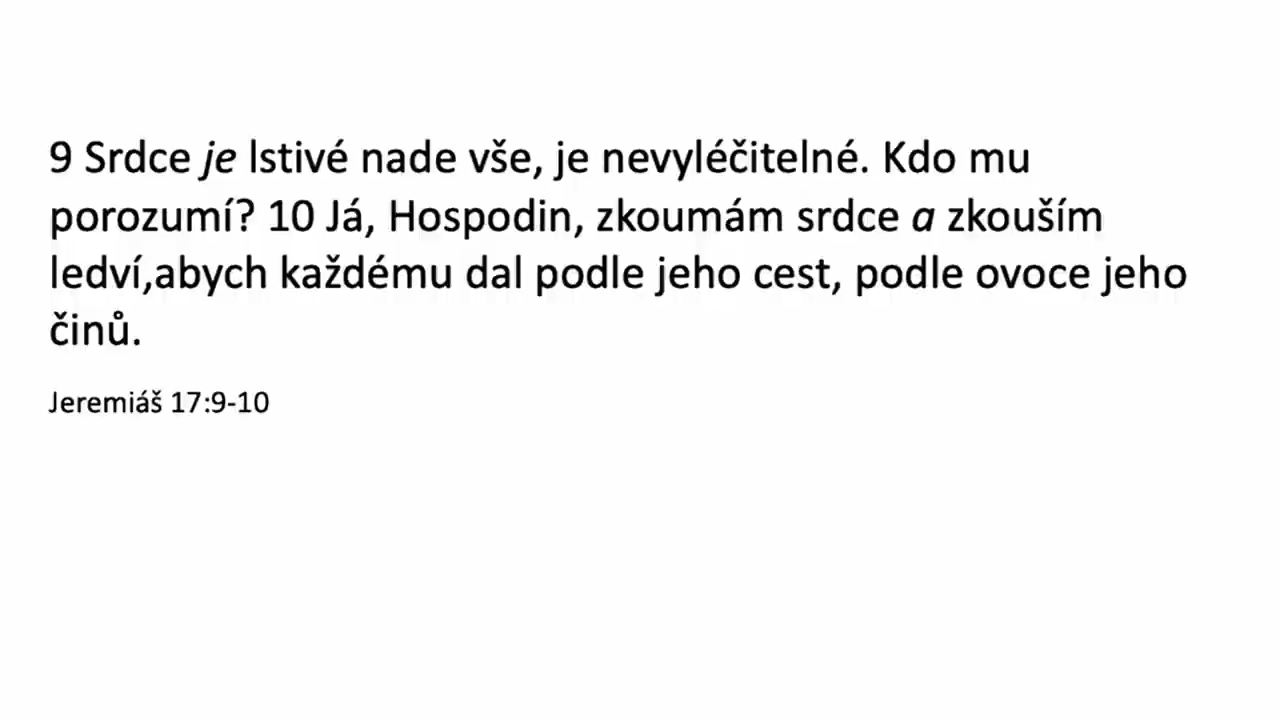 9 Srdce je lstivé nade vše, je nevyléčitelné. Kdo mu
porozumí? 10 Já, Hospodin, zkoumám srdce a zkouším
ledví,abych každému dal podle jeho cest, podle ovoce jeho
činů.
Jeremiáš 17:9-10